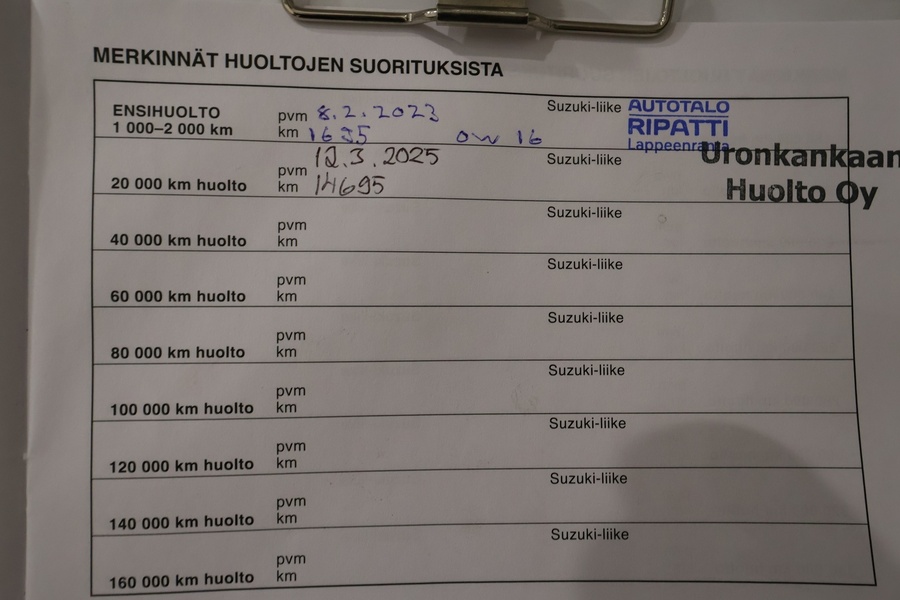 MERKINNÄT HUOLTOJEN SUORITUKSISTA
ENSIHUOLTO pvm 8.2.2023 Suzuki-liike AUTOTALO
1 000–2 000 km km 1635 OW 16 RIPATTI
Lappeenranta
12.3.2025 Suzuki-liike Uronkankaan
pvm
20 000 km huolto km 14695 Huolto Oy
Suzuki-liike
pvm
40 000 km huolto km
Suzuki-liike
pvm
60 000 km huolto km
Suzuki-liike
pvm
80 000 km huolto km
Suzuki-liike
pvm
100 000 km huolto km
Suzuki-liike
pvm
120 000 km huolto km
Suzuki-liike
pvm
140 000 km huolto km
Suzuki-liike
pvm
160 000 km huolto km